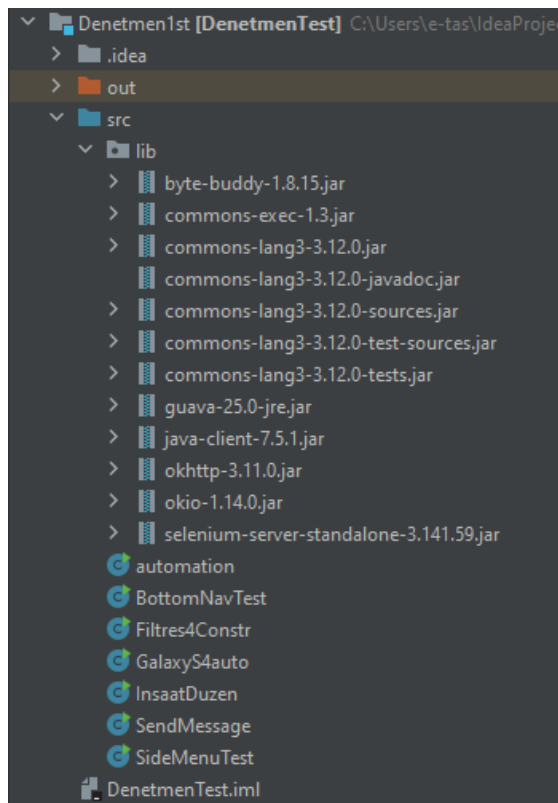 Denetmen1st [DenetmenTest] C:\Users\e-tas\IdeaProje
.idea
out
src
lib
byte-buddy-1.8.15.jar
commons-exec-1.3.jar
commons-lang3-3.12.0.jar
commons-lang3-3.12.0-javadoc.jar
commons-lang3-3.12.0-sources.jar
commons-lang3-3.12.0-test-sources.jar
commons-lang3-3.12.0-tests.jar
guava-25.0-jre.jar
java-client-7.5.1.jar
okhttp-3.11.0.jar
okio-1.14.0.jar
selenium-server-standalone-3.141.59.jar
automation
BottomNavTest
Filtres4Constr
GalaxyS4auto
InsaatDuzen
SendMessage
SideMenuTest
DenetmenTest.iml